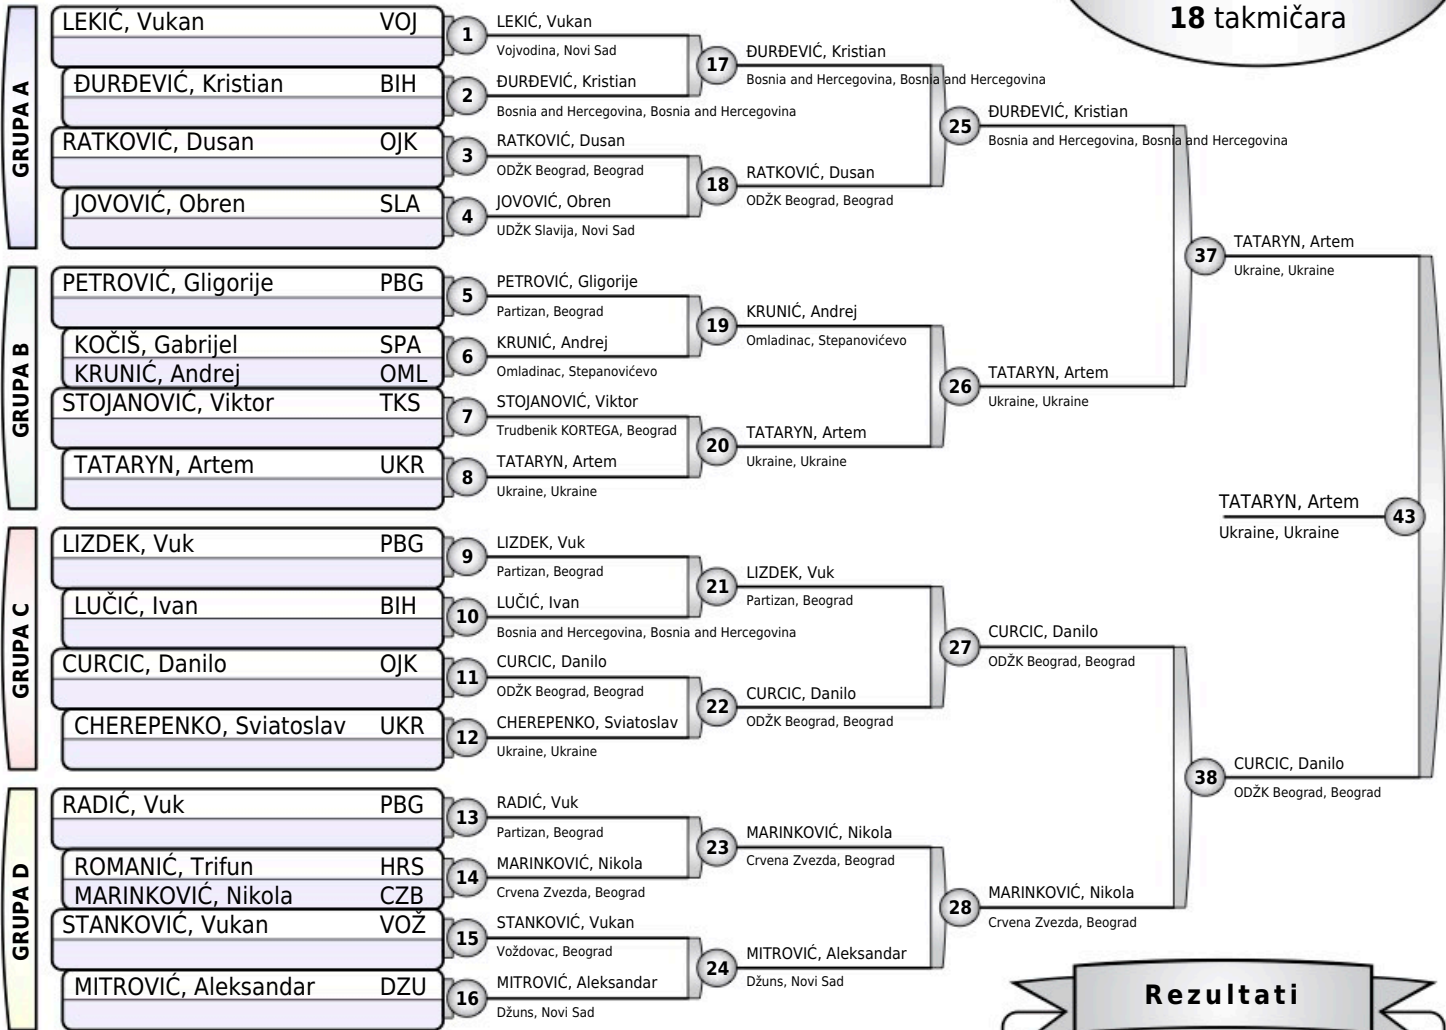 18 takmičara
GRUPA A
LEKIĆ, Vukan VOJ
ĐURĐEVIĆ, Kristian BIH
RATKOVIĆ, Dusan OJK
JOVOVIĆ, Obren SLA
GRUPA B
PETROVIĆ, Gligorije PBG
KOČIŠ, Gabrijel SPA
KRUNIĆ, Andrej OML
STOJANOVIĆ, Viktor TKS
TATARYN, Artem UKR
GRUPA C
LIZDEK, Vuk PBG
LUČIĆ, Ivan BIH
CURCIC, Danilo OJK
CHEREPENKO, Sviatoslav UKR
GRUPA D
RADIĆ, Vuk PBG
ROMANIĆ, Trifun HRS
MARINKOVIĆ, Nikola CZB
STANKOVIĆ, Vukan VOŽ
MITROVIĆ, Aleksandar DZU
1 LEKIĆ, Vukan
Vojvodina, Novi Sad
2 ĐURĐEVIĆ, Kristian
Bosnia and Hercegovina, Bosnia and Hercegovina
3 RATKOVIĆ, Dusan
ODŽK Beograd, Beograd
4 JOVOVIĆ, Obren
UDŽK Slavija, Novi Sad
5 PETROVIĆ, Gligorije
Partizan, Beograd
6 KRUNIĆ, Andrej
Omladinac, Stepanovićevo
7 STOJANOVIĆ, Viktor
Trudbenik KORTEGA, Beograd
8 TATARYN, Artem
Ukraine, Ukraine
9 LIZDEK, Vuk
Partizan, Beograd
10 LUČIĆ, Ivan
Bosnia and Hercegovina, Bosnia and Hercegovina
11 CURCIC, Danilo
ODŽK Beograd, Beograd
12 CHEREPENKO, Sviatoslav
Ukraine, Ukraine
13 RADIĆ, Vuk
Partizan, Beograd
14 MARINKOVIĆ, Nikola
Crvena Zvezda, Beograd
15 STANKOVIĆ, Vukan
Voždovac, Beograd
16 MITROVIĆ, Aleksandar
Džuns, Novi Sad
17 ĐURĐEVIĆ, Kristian
Bosnia and Hercegovina, Bosnia and Hercegovina
18 RATKOVIĆ, Dusan
ODŽK Beograd, Beograd
19 KRUNIĆ, Andrej
Omladinac, Stepanovićevo
20 TATARYN, Artem
Ukraine, Ukraine
21 LIZDEK, Vuk
Partizan, Beograd
22 CURCIC, Danilo
ODŽK Beograd, Beograd
23 MARINKOVIĆ, Nikola
Crvena Zvezda, Beograd
24 MITROVIĆ, Aleksandar
Džuns, Novi Sad
25 ĐURĐEVIĆ, Kristian
Bosnia and Hercegovina, Bosnia and Hercegovina
26 TATARYN, Artem
Ukraine, Ukraine
27 CURCIC, Danilo
ODŽK Beograd, Beograd
28 MARINKOVIĆ, Nikola
Crvena Zvezda, Beograd
37 TATARYN, Artem
Ukraine, Ukraine
38 CURCIC, Danilo
ODŽK Beograd, Beograd
TATARYN, Artem 43
Ukraine, Ukraine
Rezultati